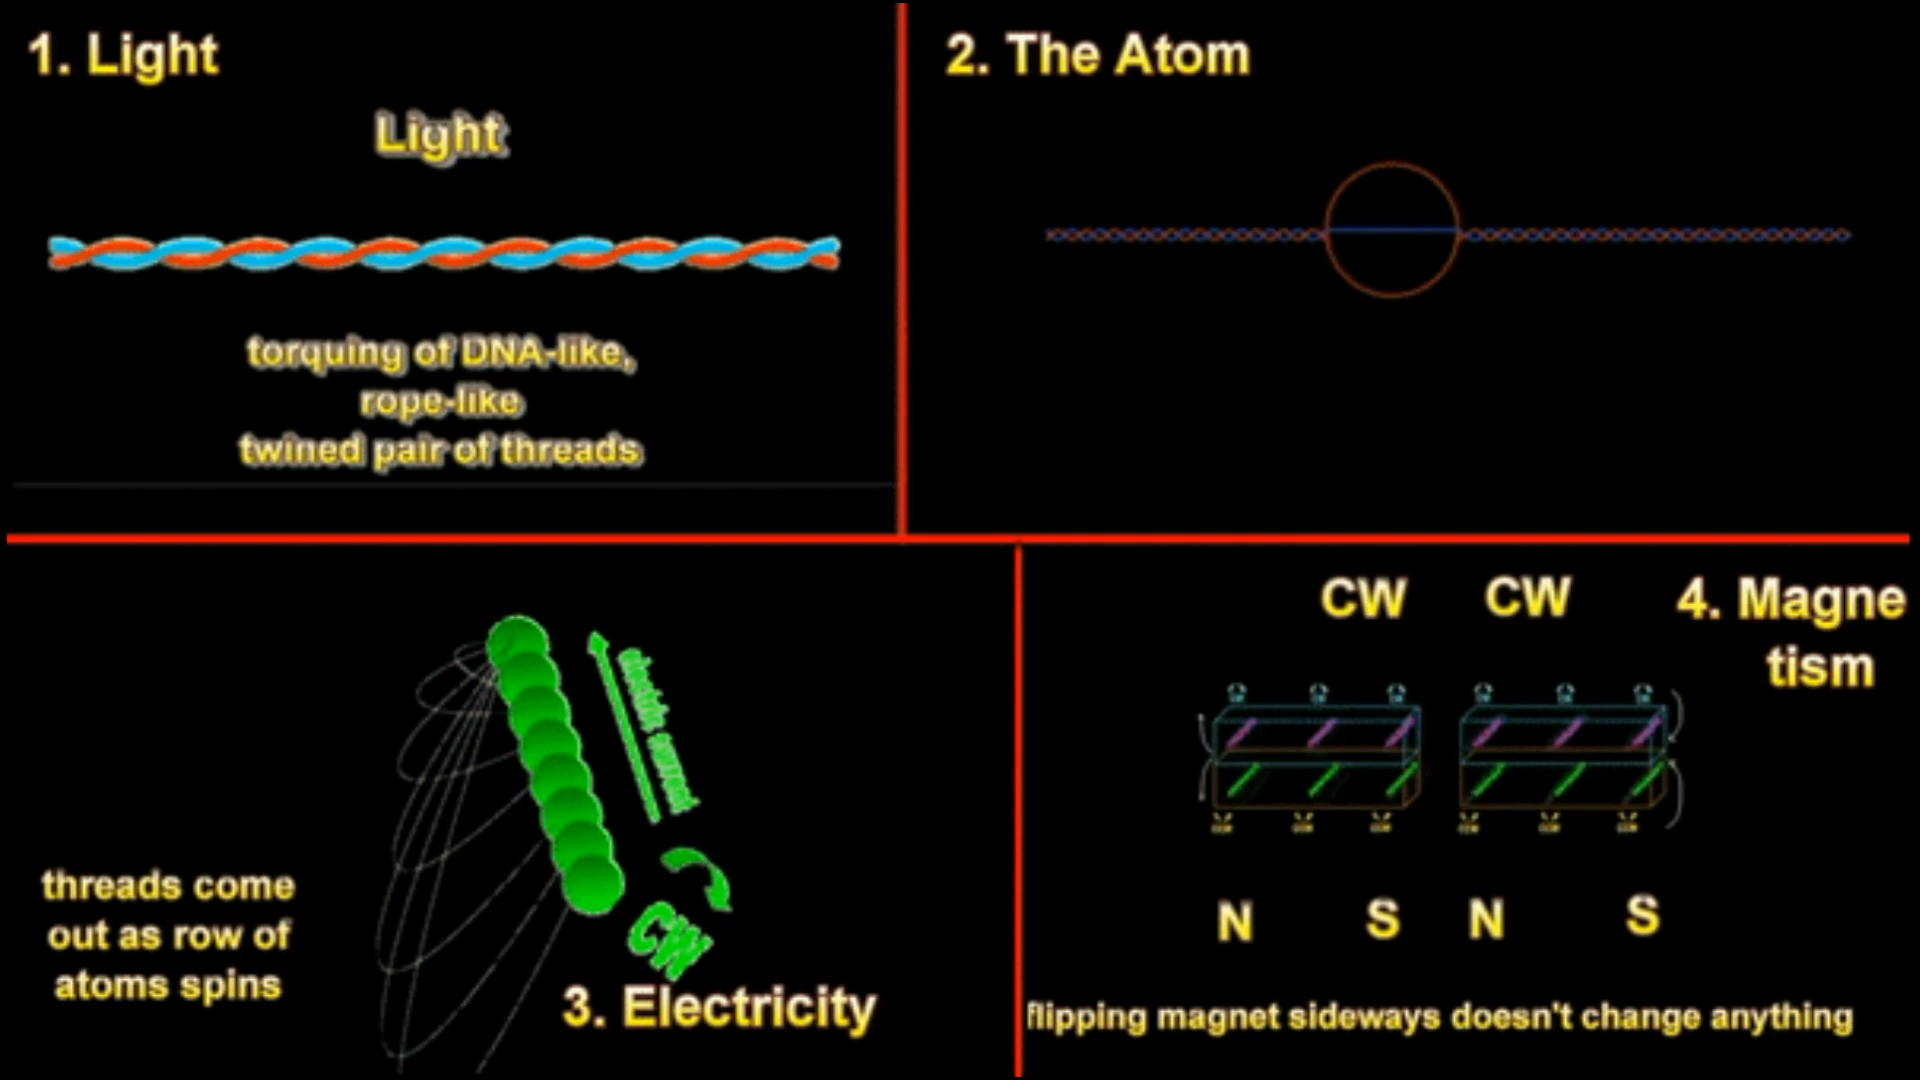 1. Light
Light
torquing of DNA-like,
rope-like
twined pair of threads
2. The Atom
threads come
out as row of
atoms spins
electric current
CW
3. Electricity
CW CW
4. Magne
tism
N S N S
flipping magnet sideways doesn't change anything